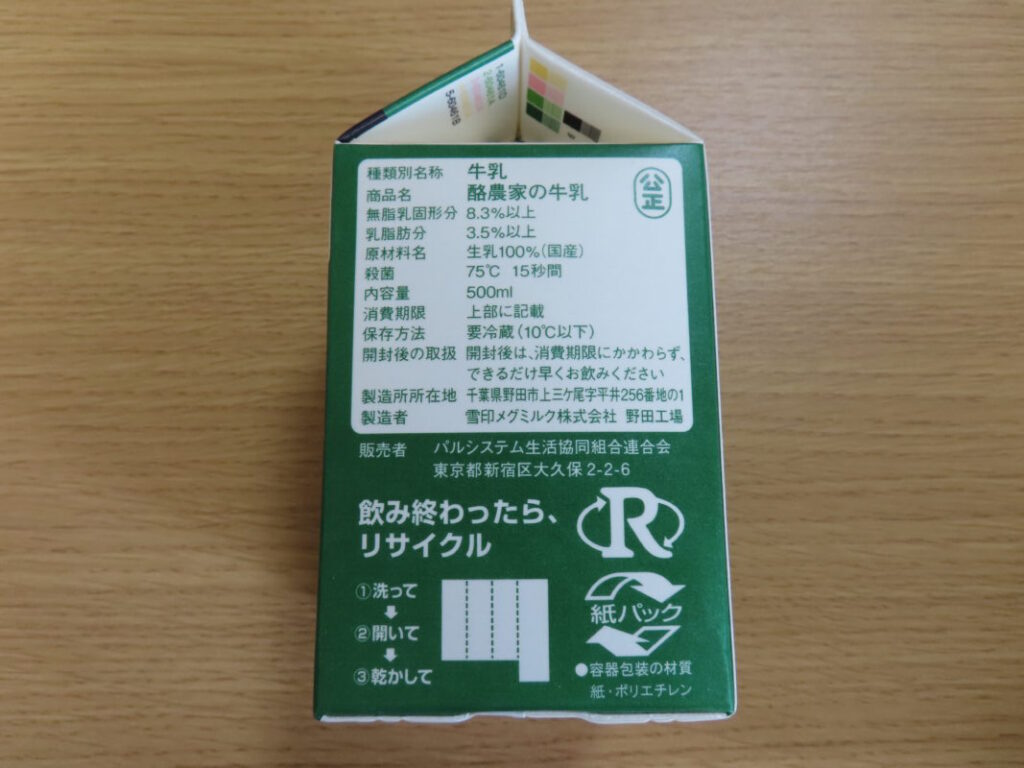 1-60461D
2-60461A
5-60461B
種類別名称 牛乳
公正
商品名 酪農家の牛乳
無脂乳固形分 8.3%以上
乳脂肪分 3.5%以上
原材料名 生乳100%(国産)
殺菌 75℃ 15秒間
内容量 500ml
消費期限 上部に記載
保存方法 要冷蔵(10℃以下)
開封後の取扱 開封後は、消費期限にかかわらず、
できるだけ早くお飲みください
製造所所在地 千葉県野田市上三ケ尾字平井256番地の1
製造者 雪印メグミルク株式会社 野田工場
販売者 パルシステム生活協同組合連合会
東京都新宿区大久保2-2-6
飲み終わったら、
リサイクル
R
①洗って
②開いて
③乾かして
紙パック
●容器包装の材質
紙・ポリエチレン